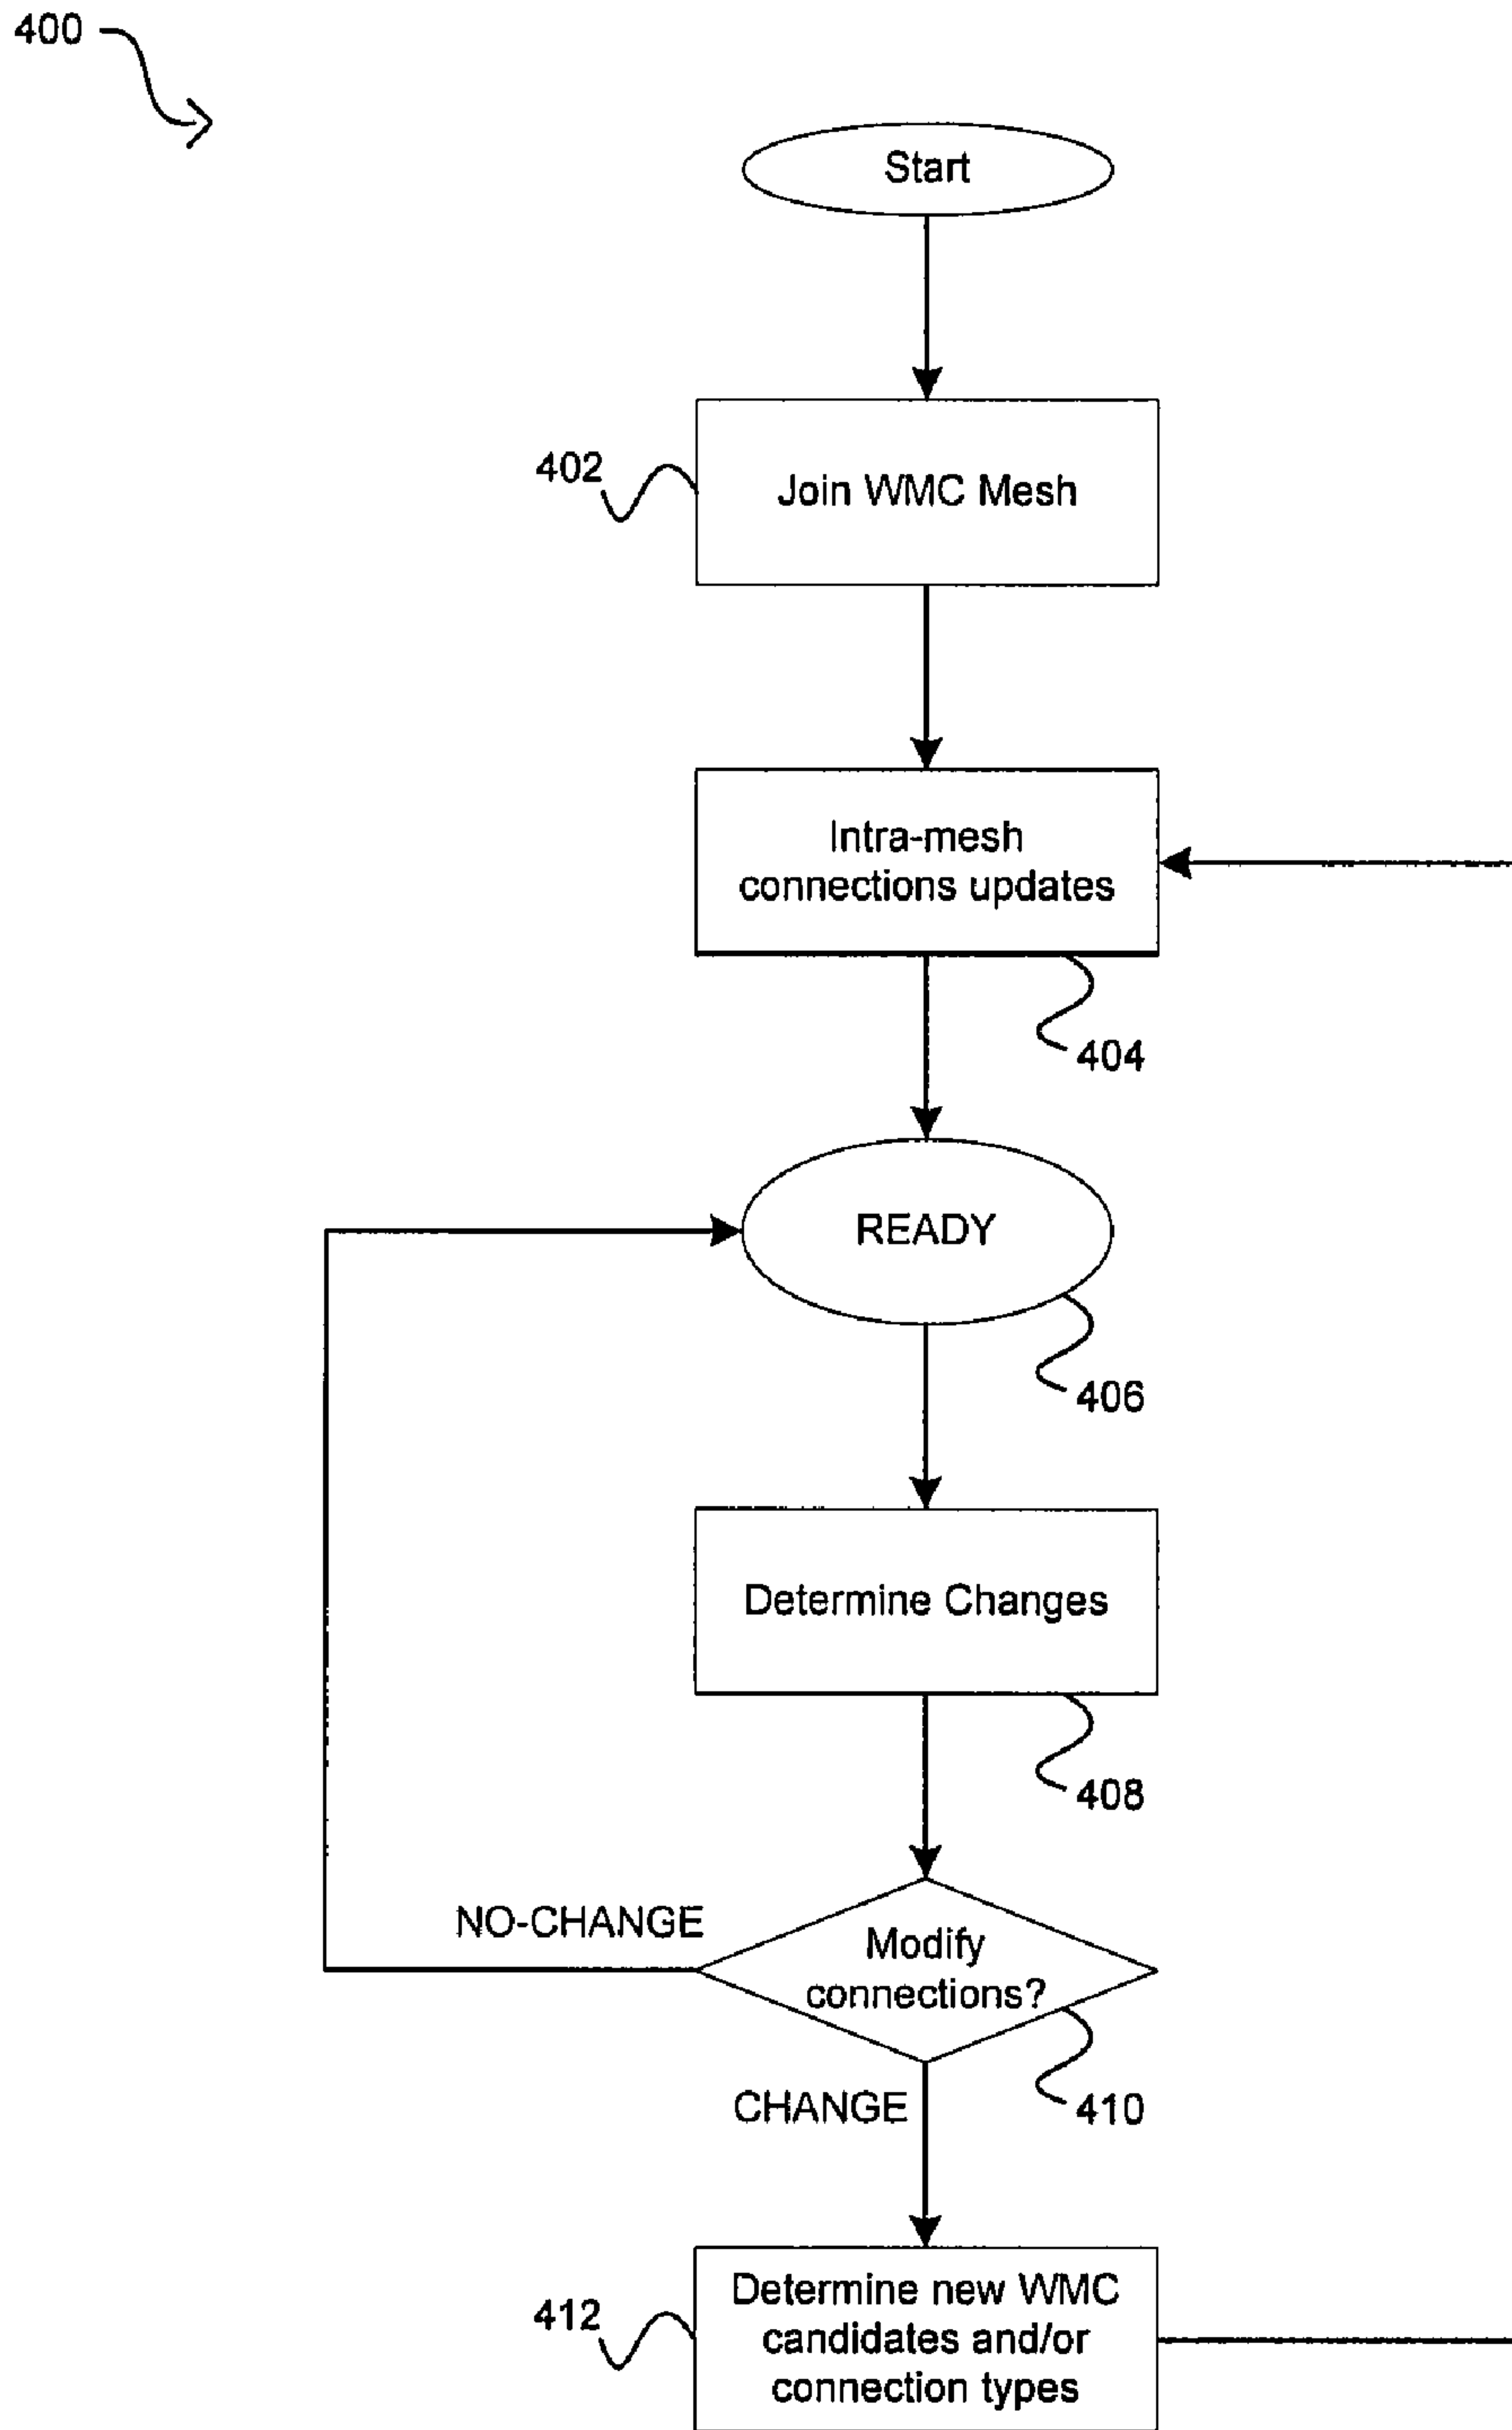 400
Start
402
Join WMC Mesh
Intra-mesh
connections updates
404
READY
406
Determine Changes
408
NO-CHANGE
Modify
connections?
CHANGE
410
412
Determine new WMC
candidates and/or
connection types